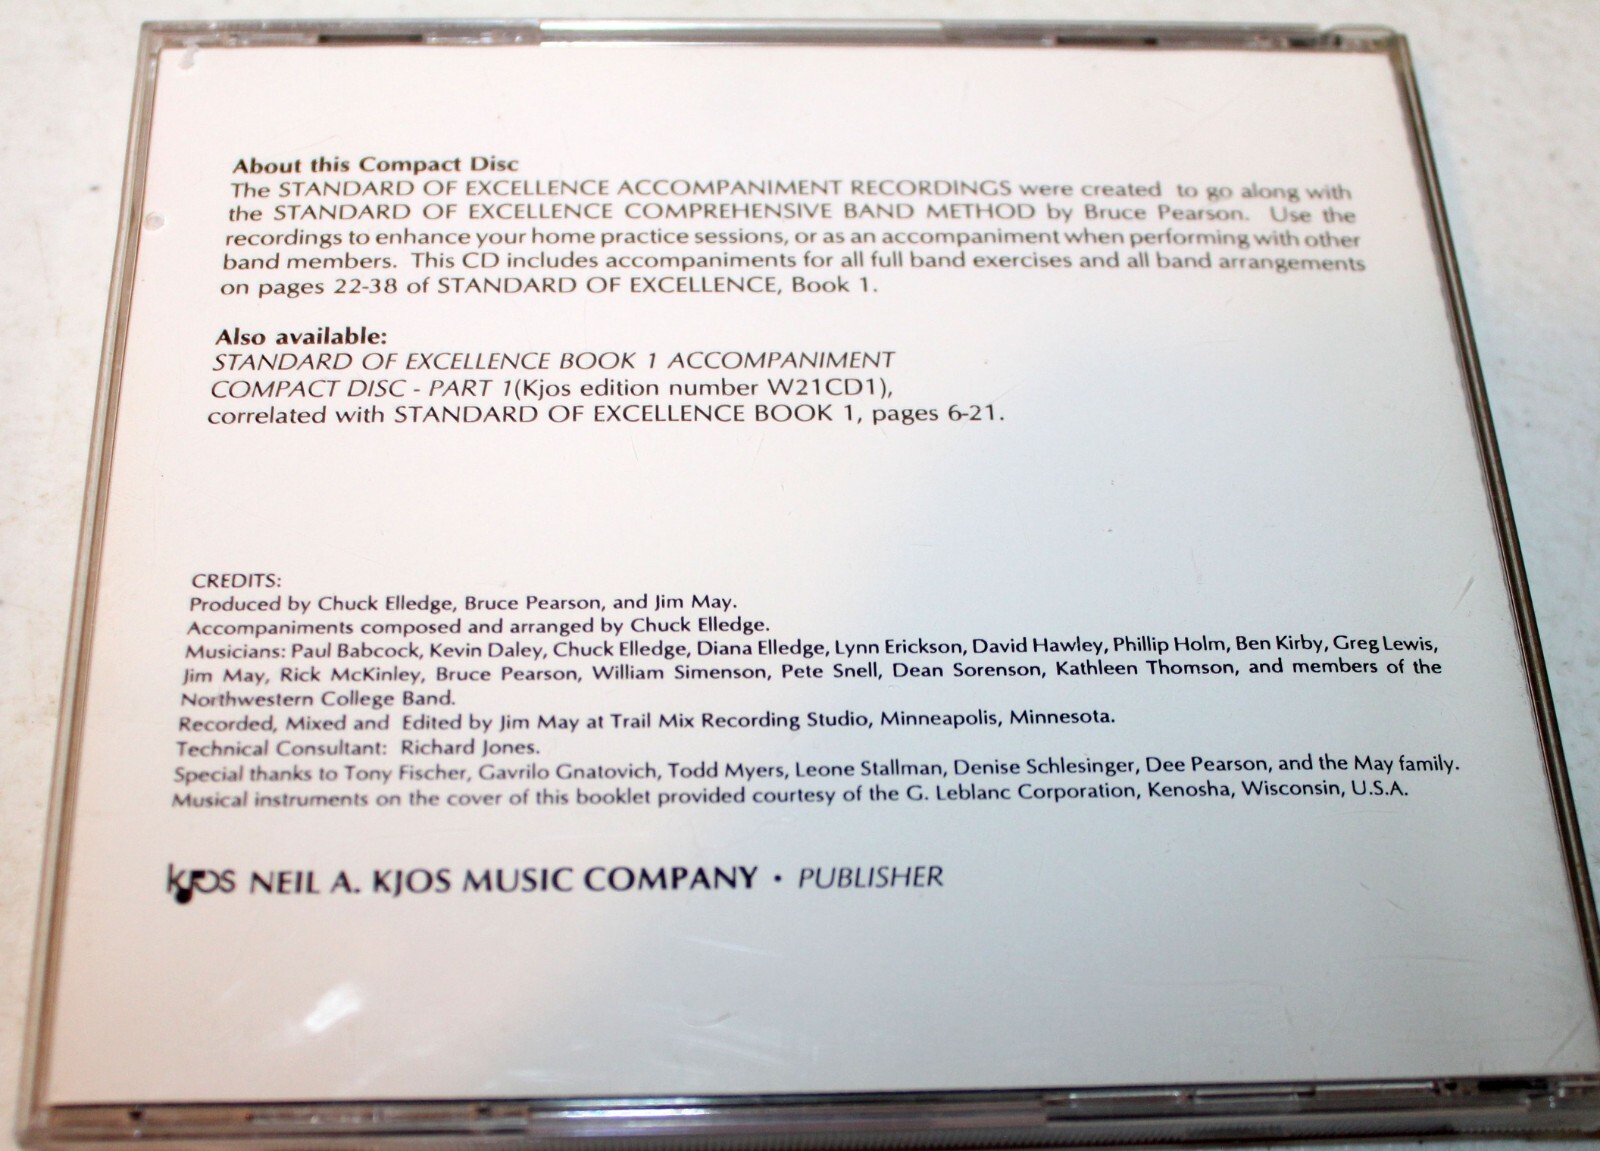 About this Compact Disc
The STANDARD OF EXCELLENCE ACCOMPANIMENT RECORDINGS were created to go along with
the STANDARD OF EXCELLENCE COMPREHENSIVE BAND METHOD by Bruce Pearson. Use the
recordings to enhance your home practice sessions, or as an accompaniment when performing with other
band members. This CD includes accompaniments for all full band exercises and all band arrangements
on pages 22-38 of STANDARD OF EXCELLENCE, Book 1.
Also available:
STANDARD OF EXCELLENCE BOOK 1 ACCOMPANIMENT
COMPACT DISC - PART 1(Kjos edition number W21CD1),
correlated with STANDARD OF EXCELLENCE BOOK 1, pages 6-21.
CREDITS:
Produced by Chuck Elledge, Bruce Pearson, and Jim May.
Accompaniments composed and arranged by Chuck Elledge.
Musicians: Paul Babcock, Kevin Daley, Chuck Elledge, Diana Elledge, Lynn Erickson, David Hawley, Phillip Holm, Ben Kirby, Greg Lewis,
Jim May, Rick McKinley, Bruce Pearson, William Simenson, Pete Snell, Dean Sorenson, Kathleen Thomson, and members of the
Northwestern College Band.
Recorded, Mixed and Edited by Jim May at Trail Mix Recording Studio, Minneapolis, Minnesota.
Technical Consultant: Richard Jones.
Special thanks to Tony Fischer, Gavrilo Gnatovich, Todd Myers, Leone Stallman, Denise Schlesinger, Dee Pearson, and the May family.
Musical instruments on the cover of this booklet provided courtesy of the G. Leblanc Corporation, Kenosha, Wisconsin, U.S.A.
kjos NEIL A. KJOS MUSIC COMPANY • PUBLISHER